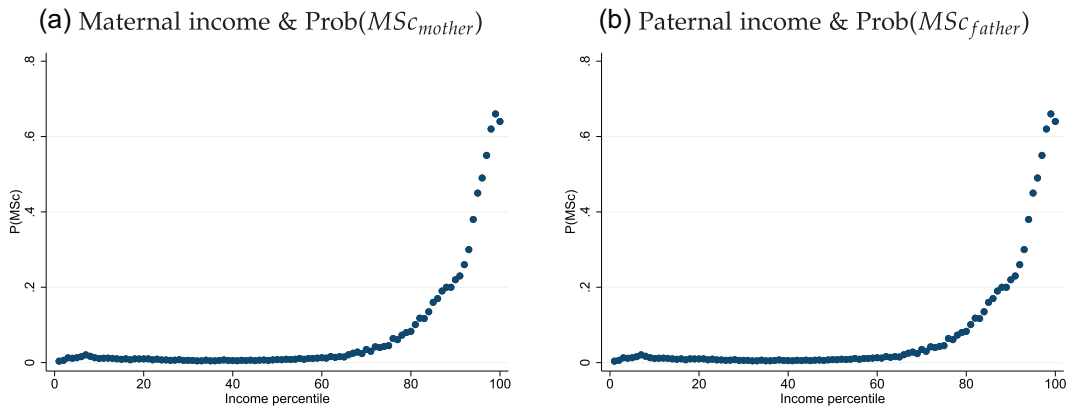 (a) Maternal income & Prob(MSc_mother)
P(MSc)
.8
.6
.4
.2
0
0 20 40 60 80 100
Income percentile
(b) Paternal income & Prob(MSc_father)
P(MSc)
.8
.6
.4
.2
0
0 20 40 60 80 100
Income percentile